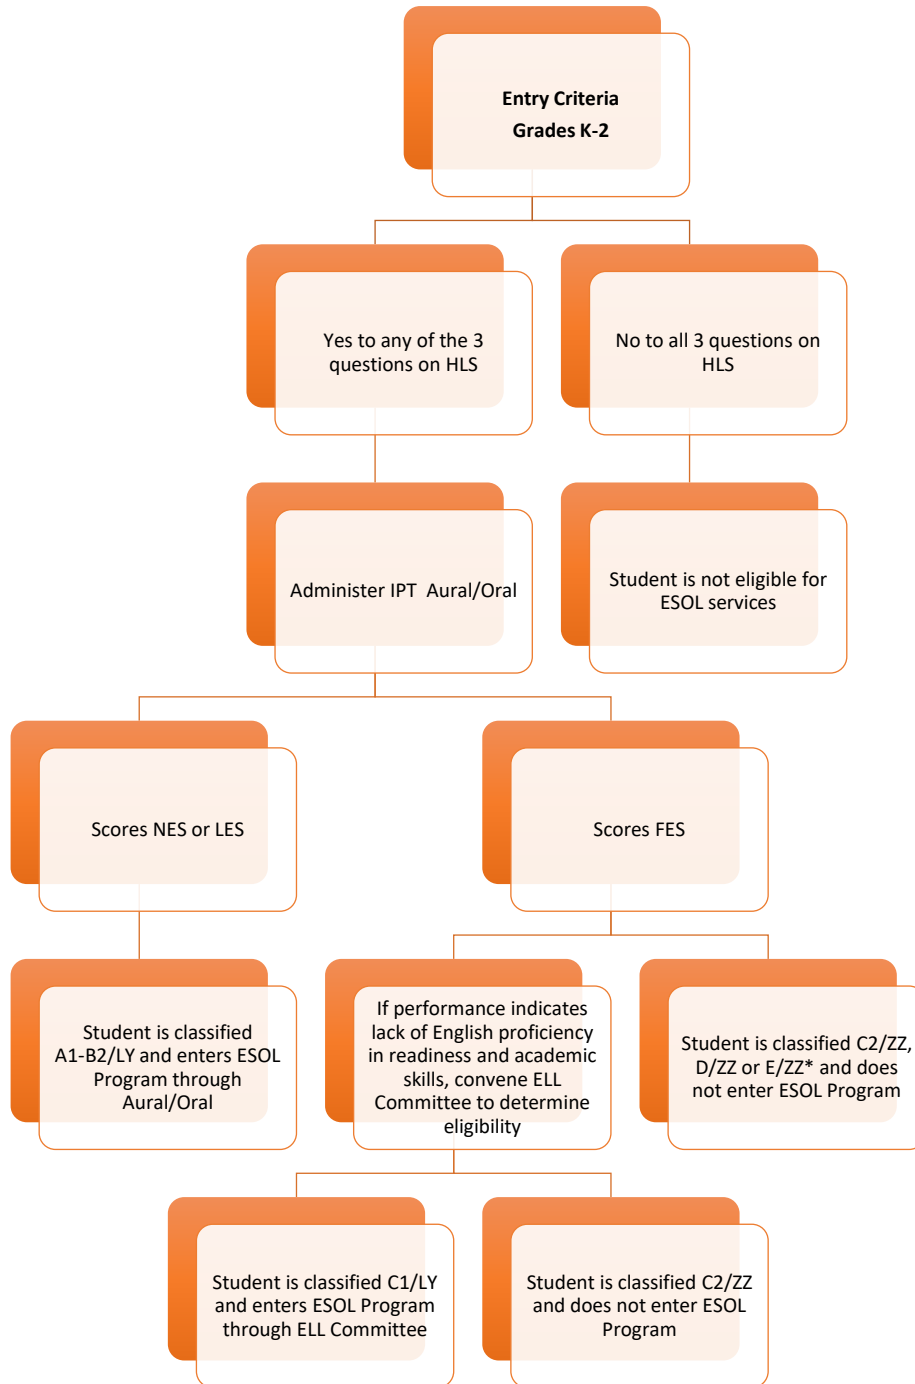 Entry Criteria
Grades K-2
Yes to any of the 3
questions on HLS
No to all 3 questions on
HLS
Administer IPT Aural/Oral
Student is not eligible for
ESOL services
Scores NES or LES
Scores FES
Student is classified
A1-B2/LY and enters ESOL
Program through
Aural/Oral
If performance indicates
lack of English proficiency
in readiness and academic
skills, convene ELL
Committee to determine
eligibility
Student is classified C2/ZZ,
D/ZZ or E/ZZ* and does
not enter ESOL Program
Student is classified C1/LY
and enters ESOL Program
through ELL Committee
Student is classified C2/ZZ
and does not enter ESOL
Program